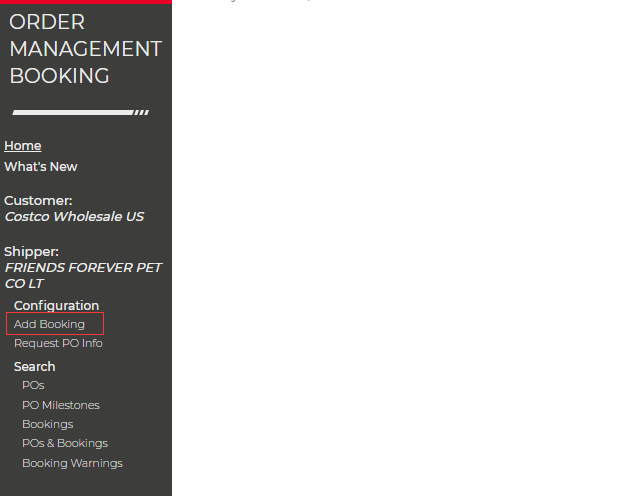 ORDER
MANAGEMENT
BOOKING
Home
What's New
Customer:
Costco Wholesale US
Shipper:
FRIENDS FOREVER PET
CO LT
Configuration
Add Booking
Request PO Info
Search
POs
PO Milestones
Bookings
POs & Bookings
Booking Warnings